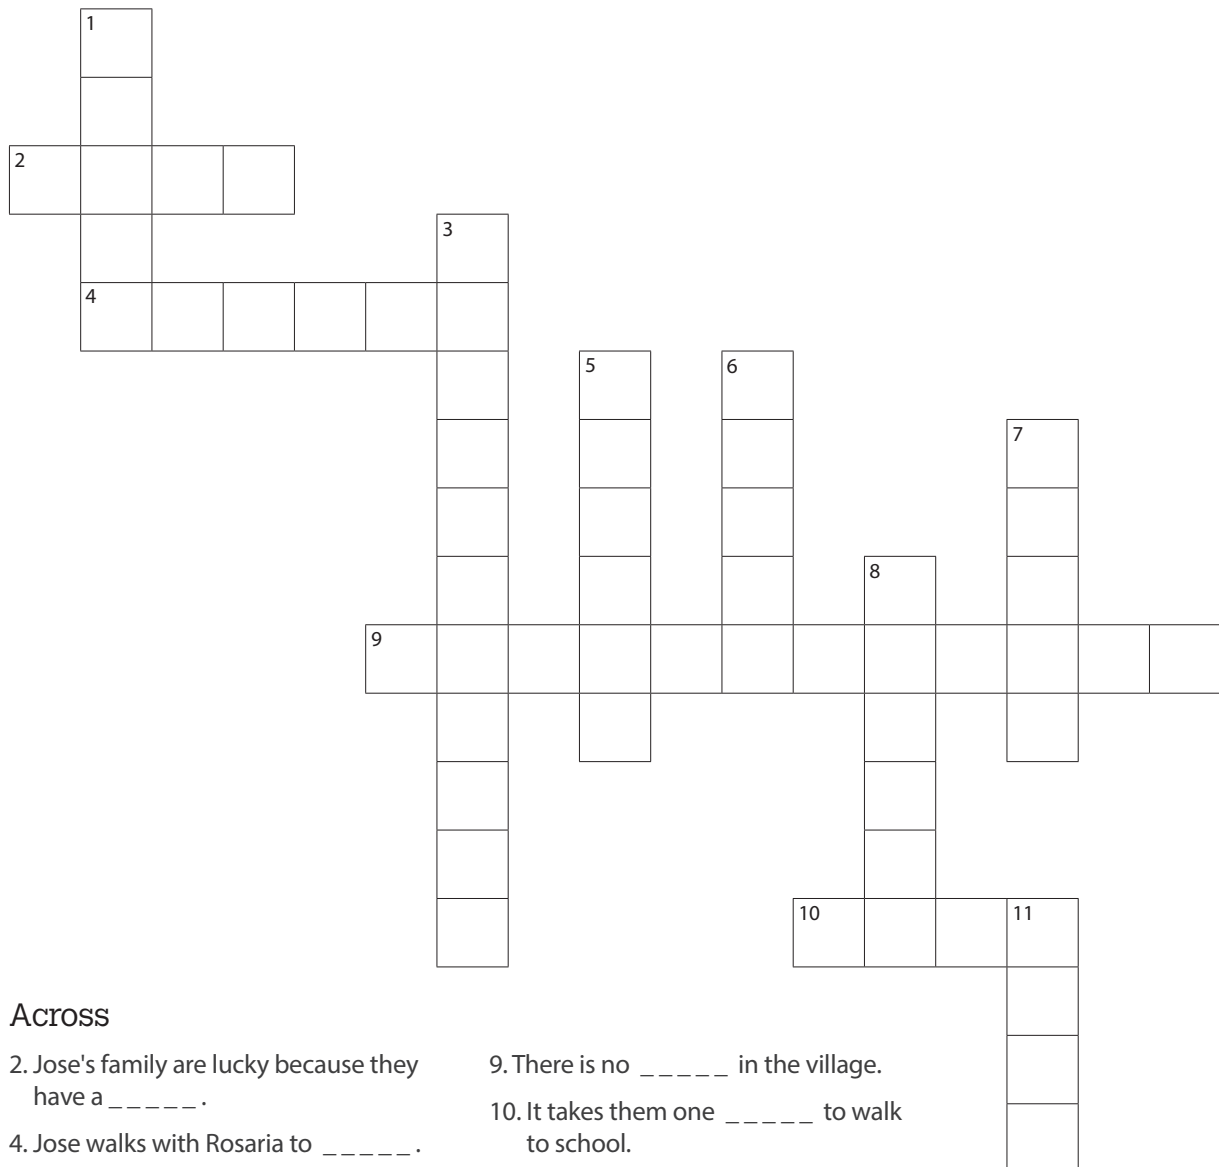 1
2
3
4
5
6
7
8
9
10
11
Across
2. Jose's family are lucky because they
have a _ _ _ _ _ .
4. Jose walks with Rosaria to _ _ _ _ _ .
9. There is no _ _ _ _ _ in the village.
10. It takes them one _ _ _ _ _ to walk
to school.